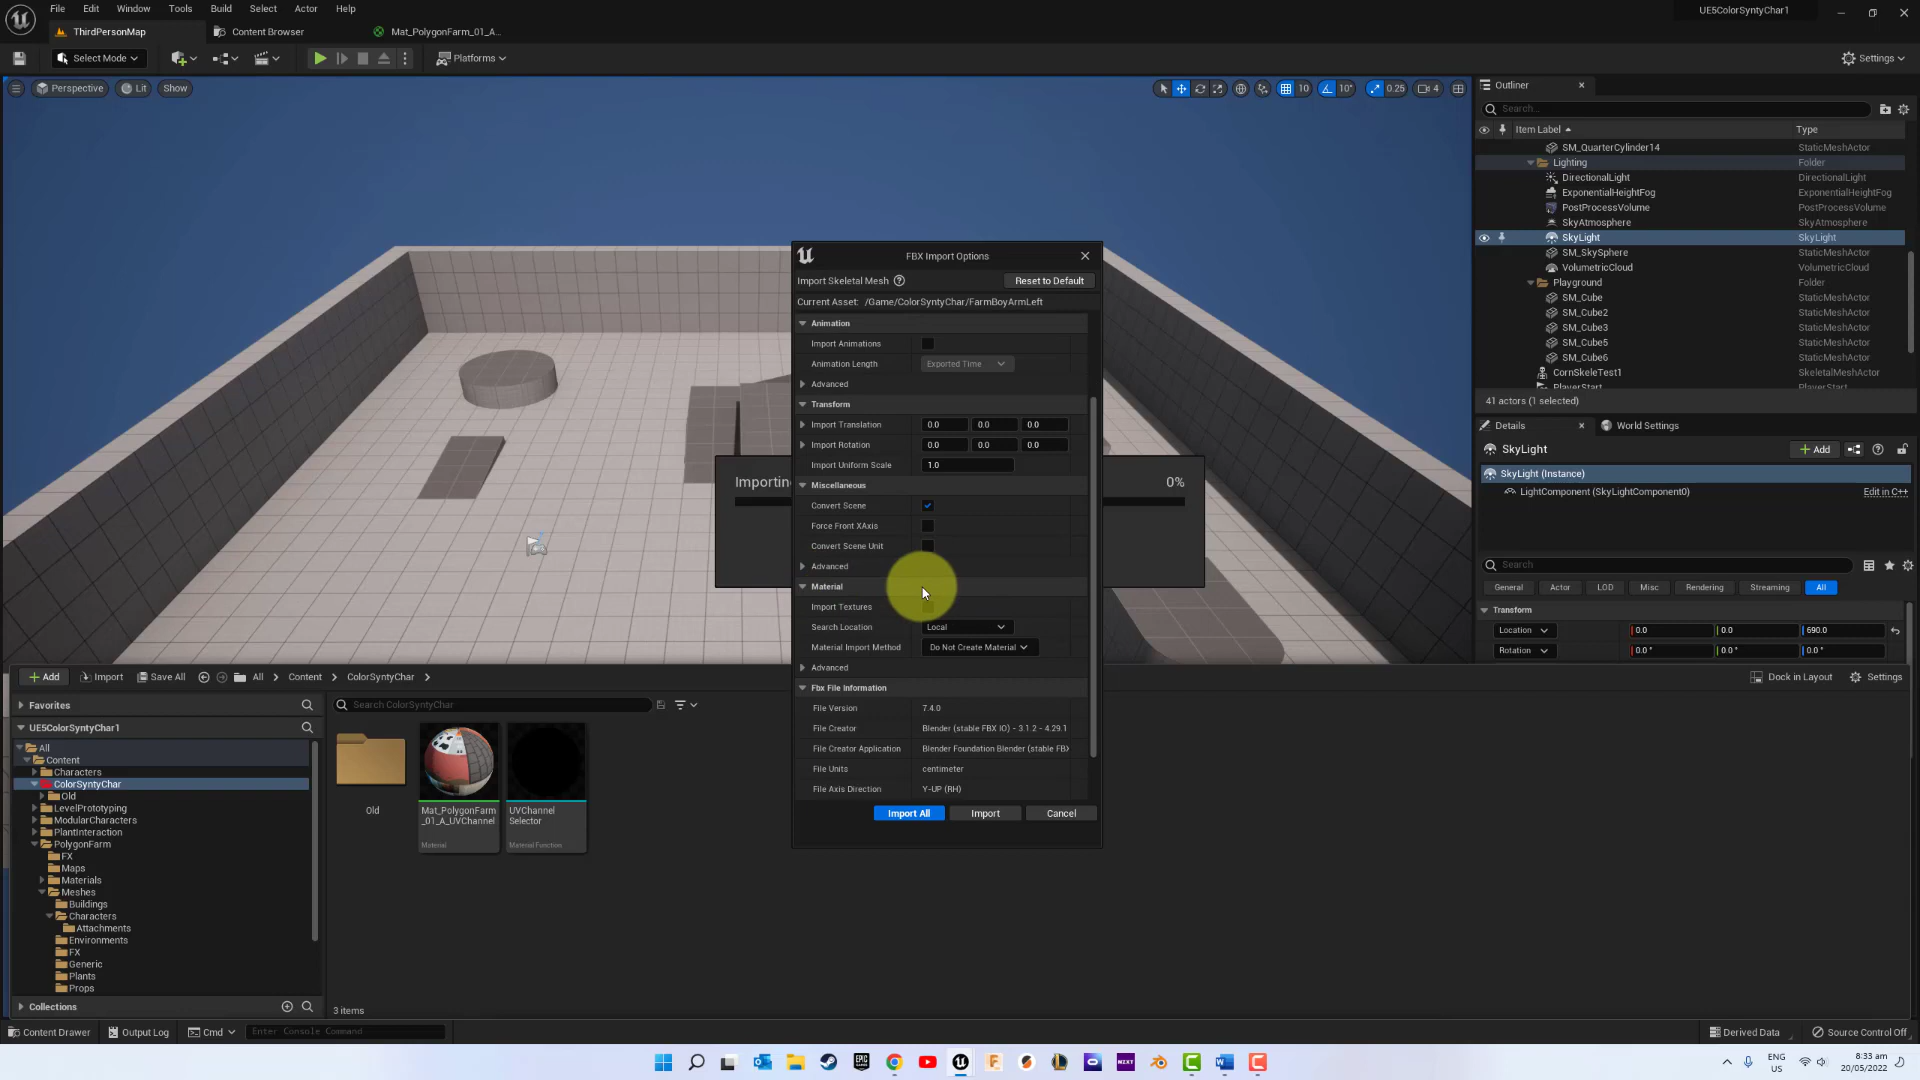 File Edit Window Tools Build Select Actor Help
UE5ColorSyntyChar1
ThirdPersonMap
Content Browser
Mat_PolygonFarm_01_A...
Select Mode
Platforms
Settings
Perspective
Lit
Show
10
10°
0.25
4
Outliner
Search...
Item Label
Type
SM_QuarterCylinder14 StaticMeshActor
Lighting Folder
DirectionalLight DirectionalLight
ExponentialHeightFog ExponentialHeightFog
PostProcessVolume PostProcessVolume
SkyAtmosphere SkyAtmosphere
SkyLight SkyLight
SM_SkySphere StaticMeshActor
VolumetricCloud VolumetricCloud
Playground Folder
SM_Cube StaticMeshActor
SM_Cube2 StaticMeshActor
SM_Cube3 StaticMeshActor
SM_Cube5 StaticMeshActor
SM_Cube6 StaticMeshActor
CornSkeleTest1 SkeletalMeshActor
PlayerStart PlayerStart
41 actors (1 selected)
Details
World Settings
SkyLight
Add
SkyLight (Instance)
LightComponent (SkyLightComponent0)
Edit in C++
Search
General Actor LOD Misc Rendering Streaming All
Transform
Location 0.0 0.0 690.0
Rotation 0.0 ° 0.0 ° 0.0 °
Importing
0%
FBX Import Options
Import Skeletal Mesh
Reset to Default
Current Asset: /Game/ColorSyntyChar/FarmBoyArmLeft
Animation
Import Animations
Animation Length Exported Time
Advanced
Transform
Import Translation 0.0 0.0 0.0
Import Rotation 0.0 0.0 0.0
Import Uniform Scale 1.0
Miscellaneous
Convert Scene
Force Front XAxis
Convert Scene Unit
Advanced
Material
Import Textures
Search Location Local
Material Import Method Do Not Create Material
Advanced
Fbx File Information
File Version 7.4.0
File Creator Blender (stable FBX IO) - 3.1.2 - 4.29.1
File Creator Application Blender Foundation Blender (stable FBX
File Units centimeter
File Axis Direction Y-UP (RH)
Import All
Import
Cancel
Add
Import
Save All
All
Content
ColorSyntyChar
Dock in Layout
Settings
Favorites
UE5ColorSyntyChar1
All
Content
Characters
ColorSyntyChar
Old
LevelPrototyping
ModularCharacters
PlantInteraction
PolygonFarm
FX
Maps
Materials
Meshes
Buildings
Characters
Attachments
Environments
FX
Generic
Plants
Props
Collections
Search ColorSyntyChar
Old
Mat_PolygonFarm
_01_A_UVChannel
Material
UVChannel
Selector
Material Function
3 items
Content Drawer
Output Log
Cmd
Enter Console Command
Derived Data
Source Control Off
EPIC
GAMES
NZXT
ENG
US
8:33 am
20/05/2022